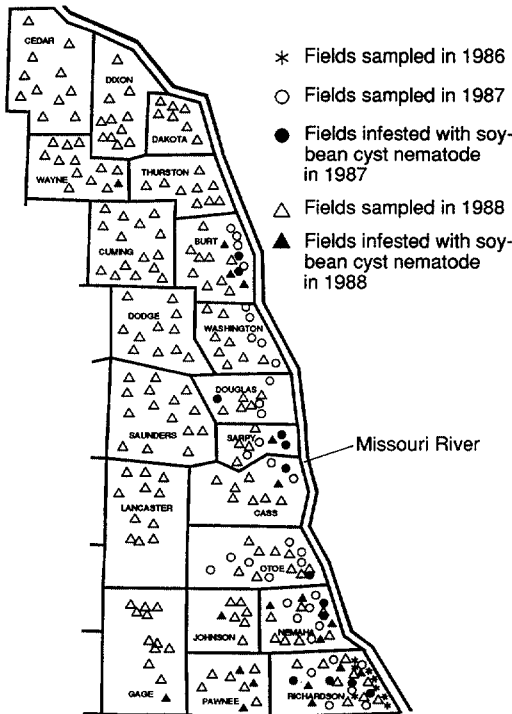 CEDAR
DIXON
DAKOTA
WAYNE
THURSTON
BURT
CUMING
DODGE
WASHINGTON
DOUGLAS
SAUNDERS
SARPY
LANCASTER
CASS
OTOE
JOHNSON
NEMAHA
GAGE
PAWNEE
RICHARDSON
Fields sampled in 1986
Fields sampled in 1987
Fields infested with soy-
bean cyst nematode
in 1987
Fields sampled in 1988
Fields infested with soy-
bean cyst nematode
in 1988
Missouri River